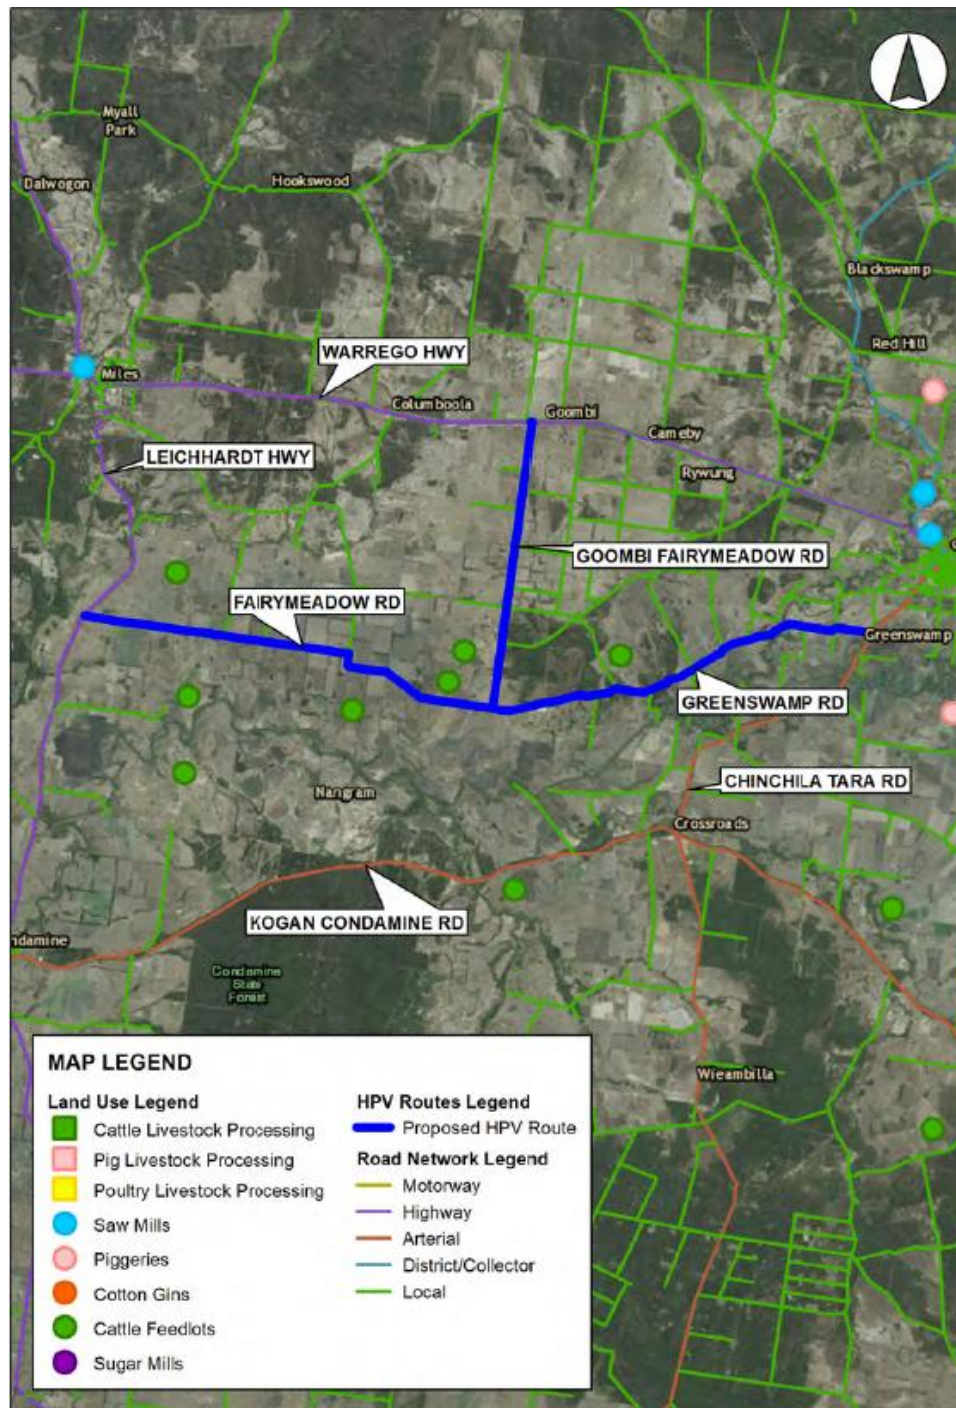 Myall
Park
Dalwogon
Hookswood
Blackswamp
Red Hill
WARREGO HWY
Miles
Columboola
Goombi
Cameby
LEICHHARDT HWY
Rywung
GOOMBI FAIRYMEADOW RD
FAIRYMEADOW RD
Greenswamp
GREENSWAMP RD
CHINCHILA TARA RD
Nangram
Crossroads
KOGAN CONDAMINE RD
ndamine
Condamine
State
Forest
Wieambilla
MAP LEGEND
Land Use Legend
Cattle Livestock Processing
Pig Livestock Processing
Poultry Livestock Processing
Saw Mills
Piggeries
Cotton Gins
Cattle Feedlots
Sugar Mills
HPV Routes Legend
Proposed HPV Route
Road Network Legend
Motorway
Highway
Arterial
District/Collector
Local